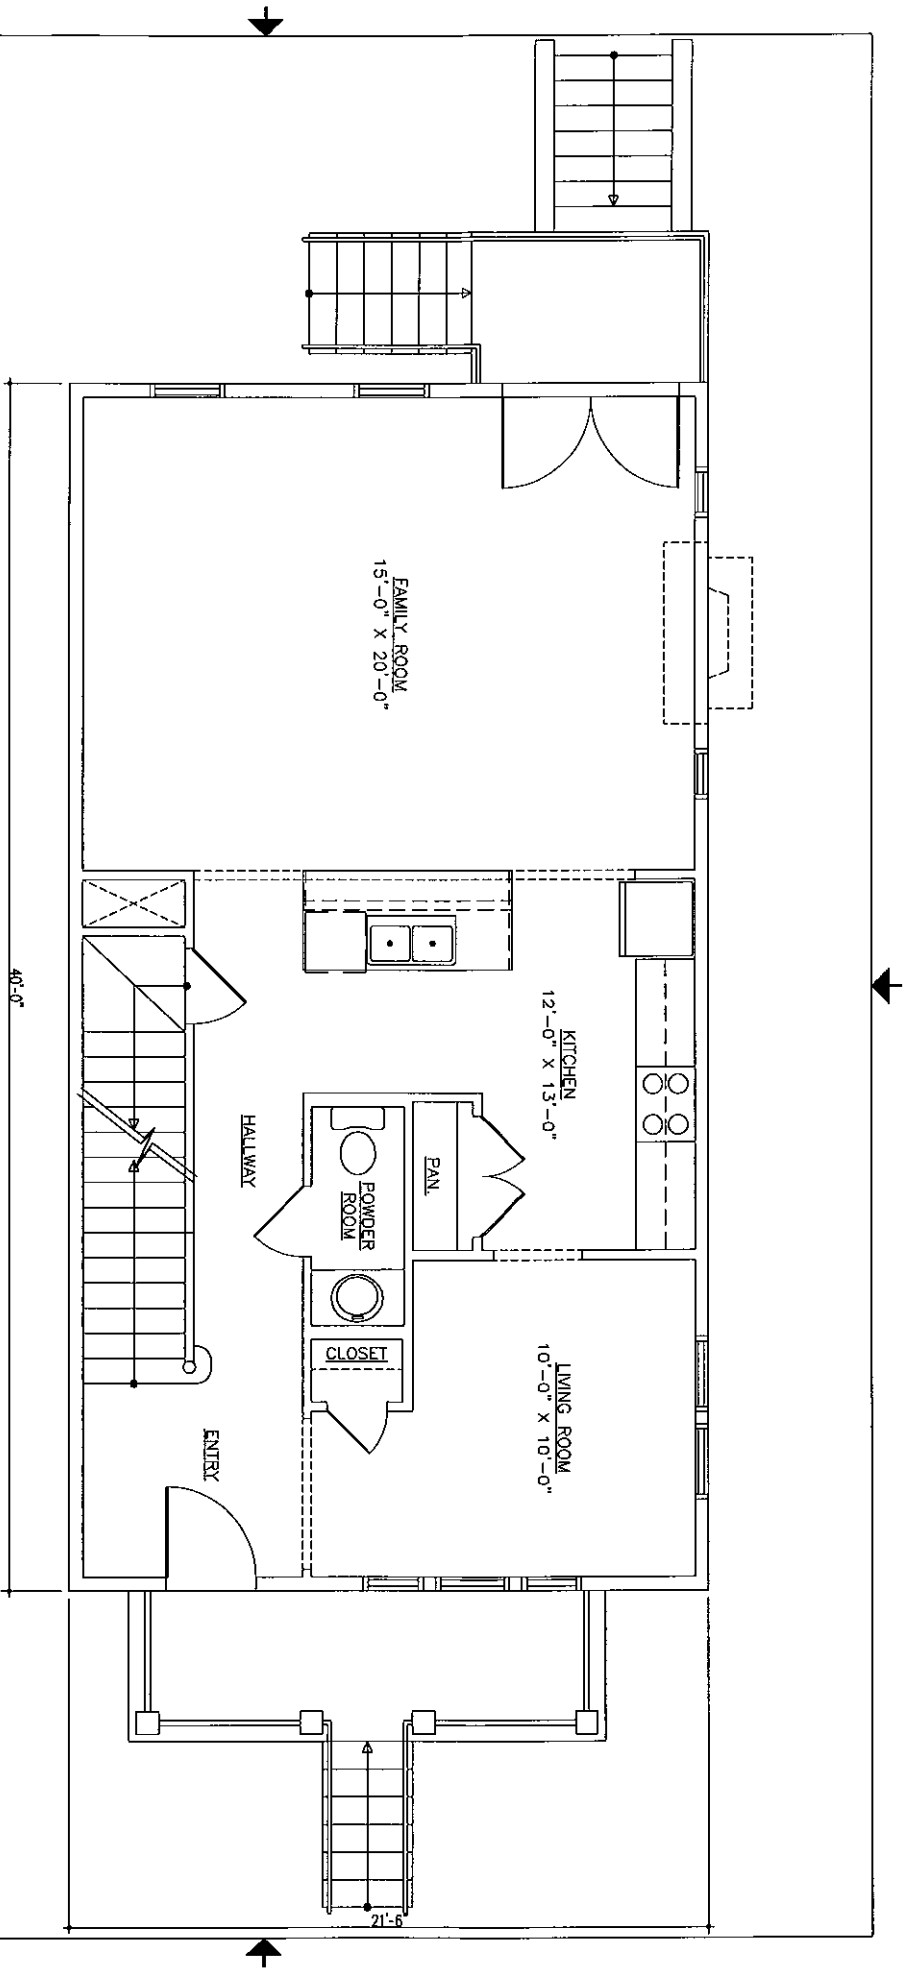 FAMILY ROOM
15'-0" X 20'-0"
40'-0"
KITCHEN
12'-0" X 13'-0"
HALLWAY
PAN.
POWDER
ROOM
CLOSET
LIVING ROOM
10'-0" X 10'-0"
ENTRY
21'-6"